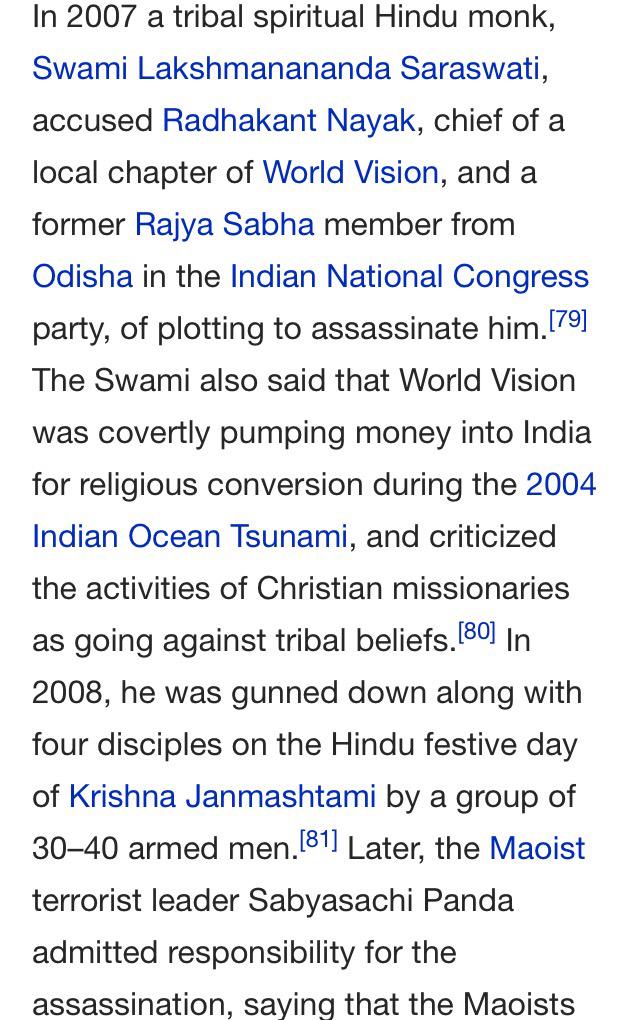 In 2007 a tribal spiritual Hindu monk,
Swami Lakshmanananda Saraswati,
accused Radhakant Nayak, chief of a
local chapter of World Vision, and a
former Rajya Sabha member from
Odisha in the Indian National Congress
party, of plotting to assassinate him.[79]
The Swami also said that World Vision
was covertly pumping money into India
for religious conversion during the 2004
Indian Ocean Tsunami, and criticized
the activities of Christian missionaries
as going against tribal beliefs.[80] In
2008, he was gunned down along with
four disciples on the Hindu festive day
of Krishna Janmashtami by a group of
30–40 armed men.[81] Later, the Maoist
terrorist leader Sabyasachi Panda
admitted responsibility for the
assassination, saying that the Maoists